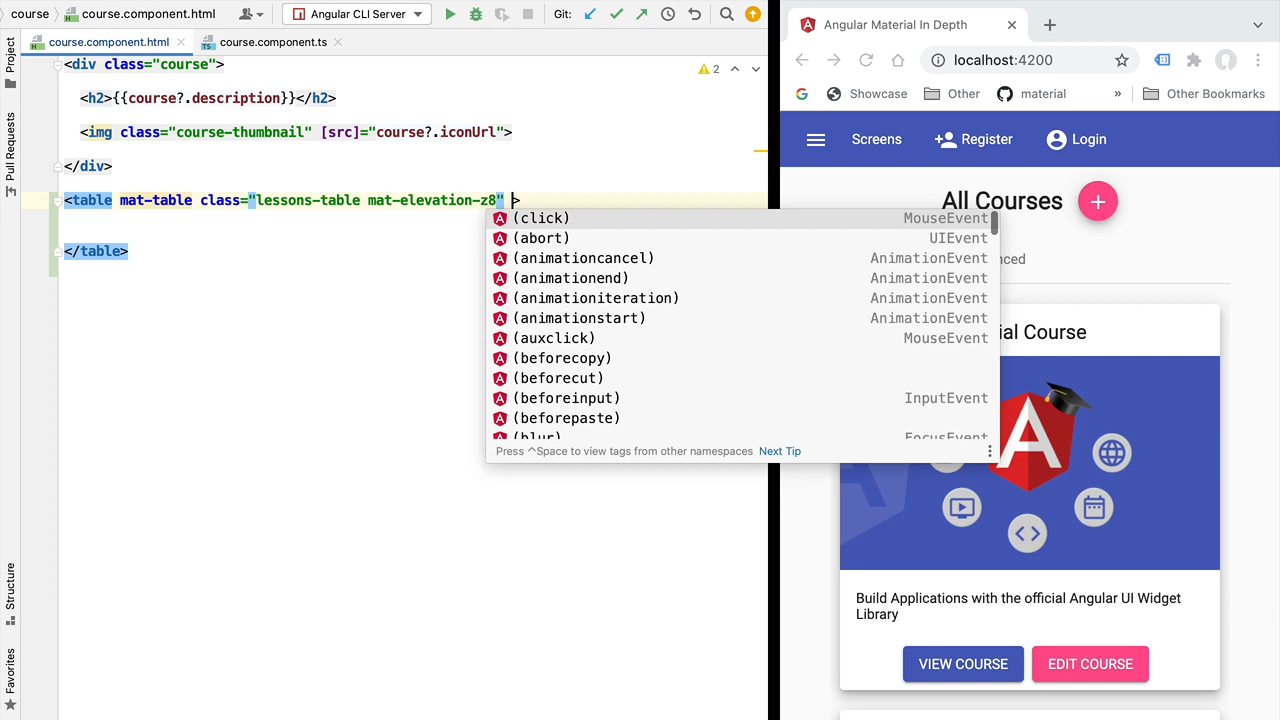 course
course.component.html
Angular CLI Server
Git:
course.component.html
course.component.ts
Project
Pull Requests
Structure
Favorites
<div class="course">
2
<h2>{{course?.description}}</h2>
<img class="course-thumbnail" [src]="course?.iconUrl">
</div>
<table mat-table class="lessons-table mat-elevation-z8" >
</table>
(click) MouseEvent
(abort) UIEvent
(animationcancel) AnimationEvent
(animationend) AnimationEvent
(animationiteration) AnimationEvent
(animationstart) AnimationEvent
(auxclick) MouseEvent
(beforecopy)
(beforecut)
(beforeinput) InputEvent
(beforepaste)
(blur) FocusEvent
Press ^Space to view tags from other namespaces Next Tip
Angular Material In Depth
localhost:4200
Showcase
Other
material
»
Other Bookmarks
Screens
Register
Login
All Courses
nced
ial Course
Build Applications with the official Angular UI Widget
Library
VIEW COURSE
EDIT COURSE